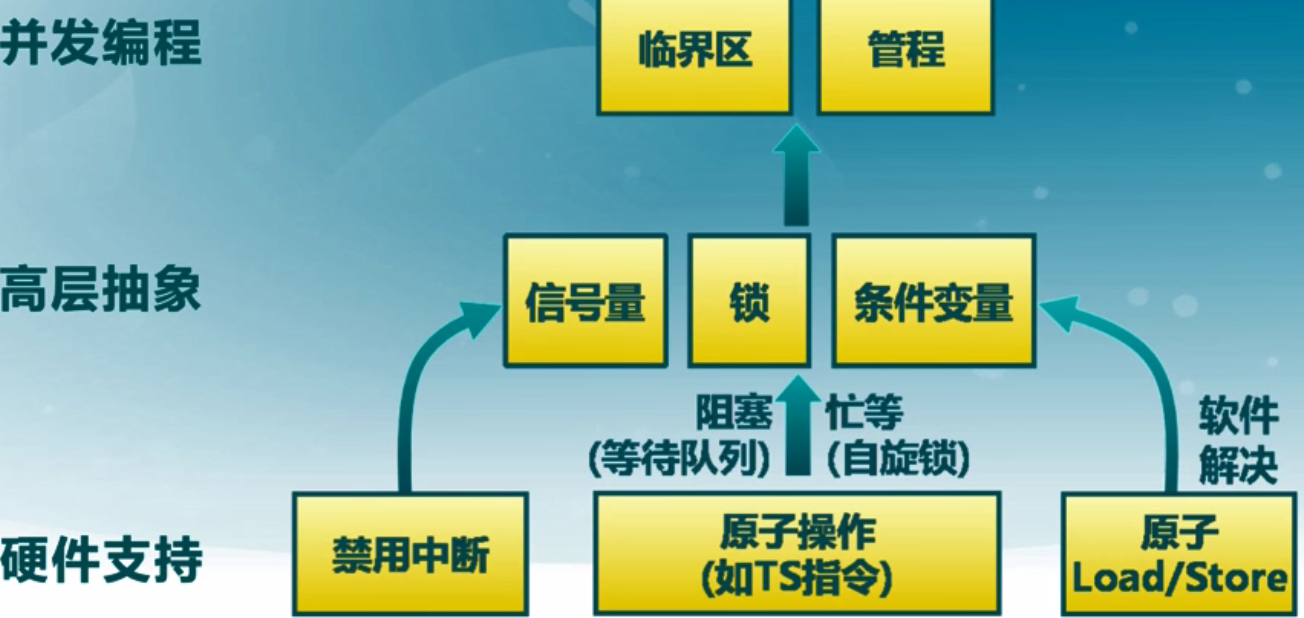 并发编程
临界区
管程
高层抽象
信号量
锁
条件变量
阻塞
(等待队列)
忙等
(自旋锁)
软件
解决
硬件支持
禁用中断
原子操作
(如TS指令)
原子
Load/Store